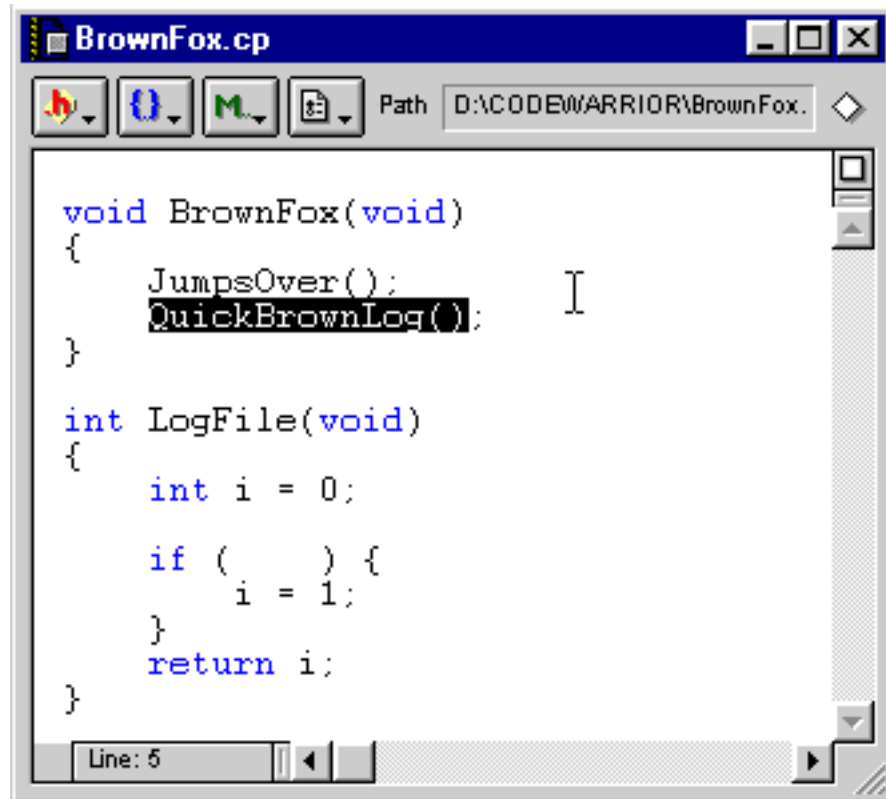 BrownFox.cp
h M Path D:\CODEWARRIOR\BrownFox.
void BrownFox(void)
{
JumpsOver();
QuickBrownLog();
}
int LogFile(void)
{
int i = 0;
if (    ) {
i = 1;
}
return i;
}
Line: 5